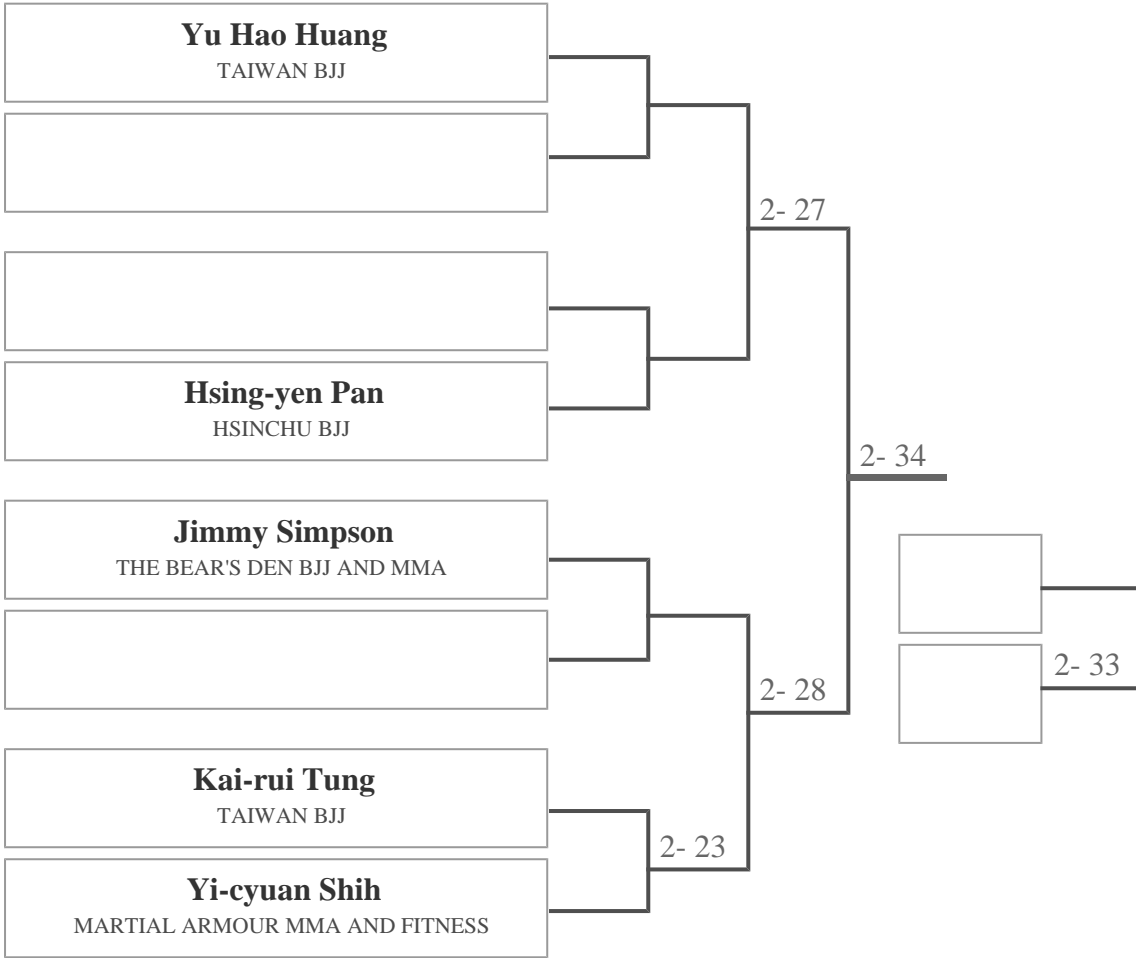 Yu Hao Huang
TAIWAN BJJ
2- 27
Hsing-yen Pan
HSINCHU BJJ
2- 34
Jimmy Simpson
THE BEAR'S DEN BJJ AND MMA
2- 33
2- 28
Kai-rui Tung
TAIWAN BJJ
2- 23
Yi-cyuan Shih
MARTIAL ARMOUR MMA AND FITNESS